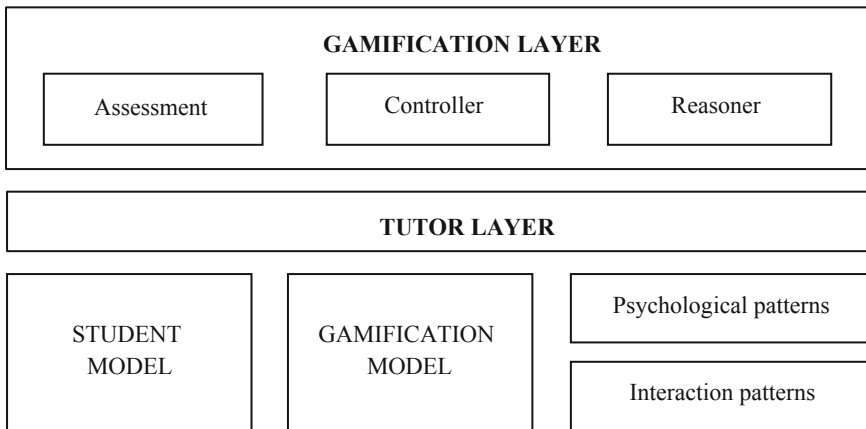 GAMIFICATION LAYER
Assessment
Controller
Reasoner
TUTOR LAYER
STUDENT
MODEL
GAMIFICATION
MODEL
Psychological patterns
Interaction patterns